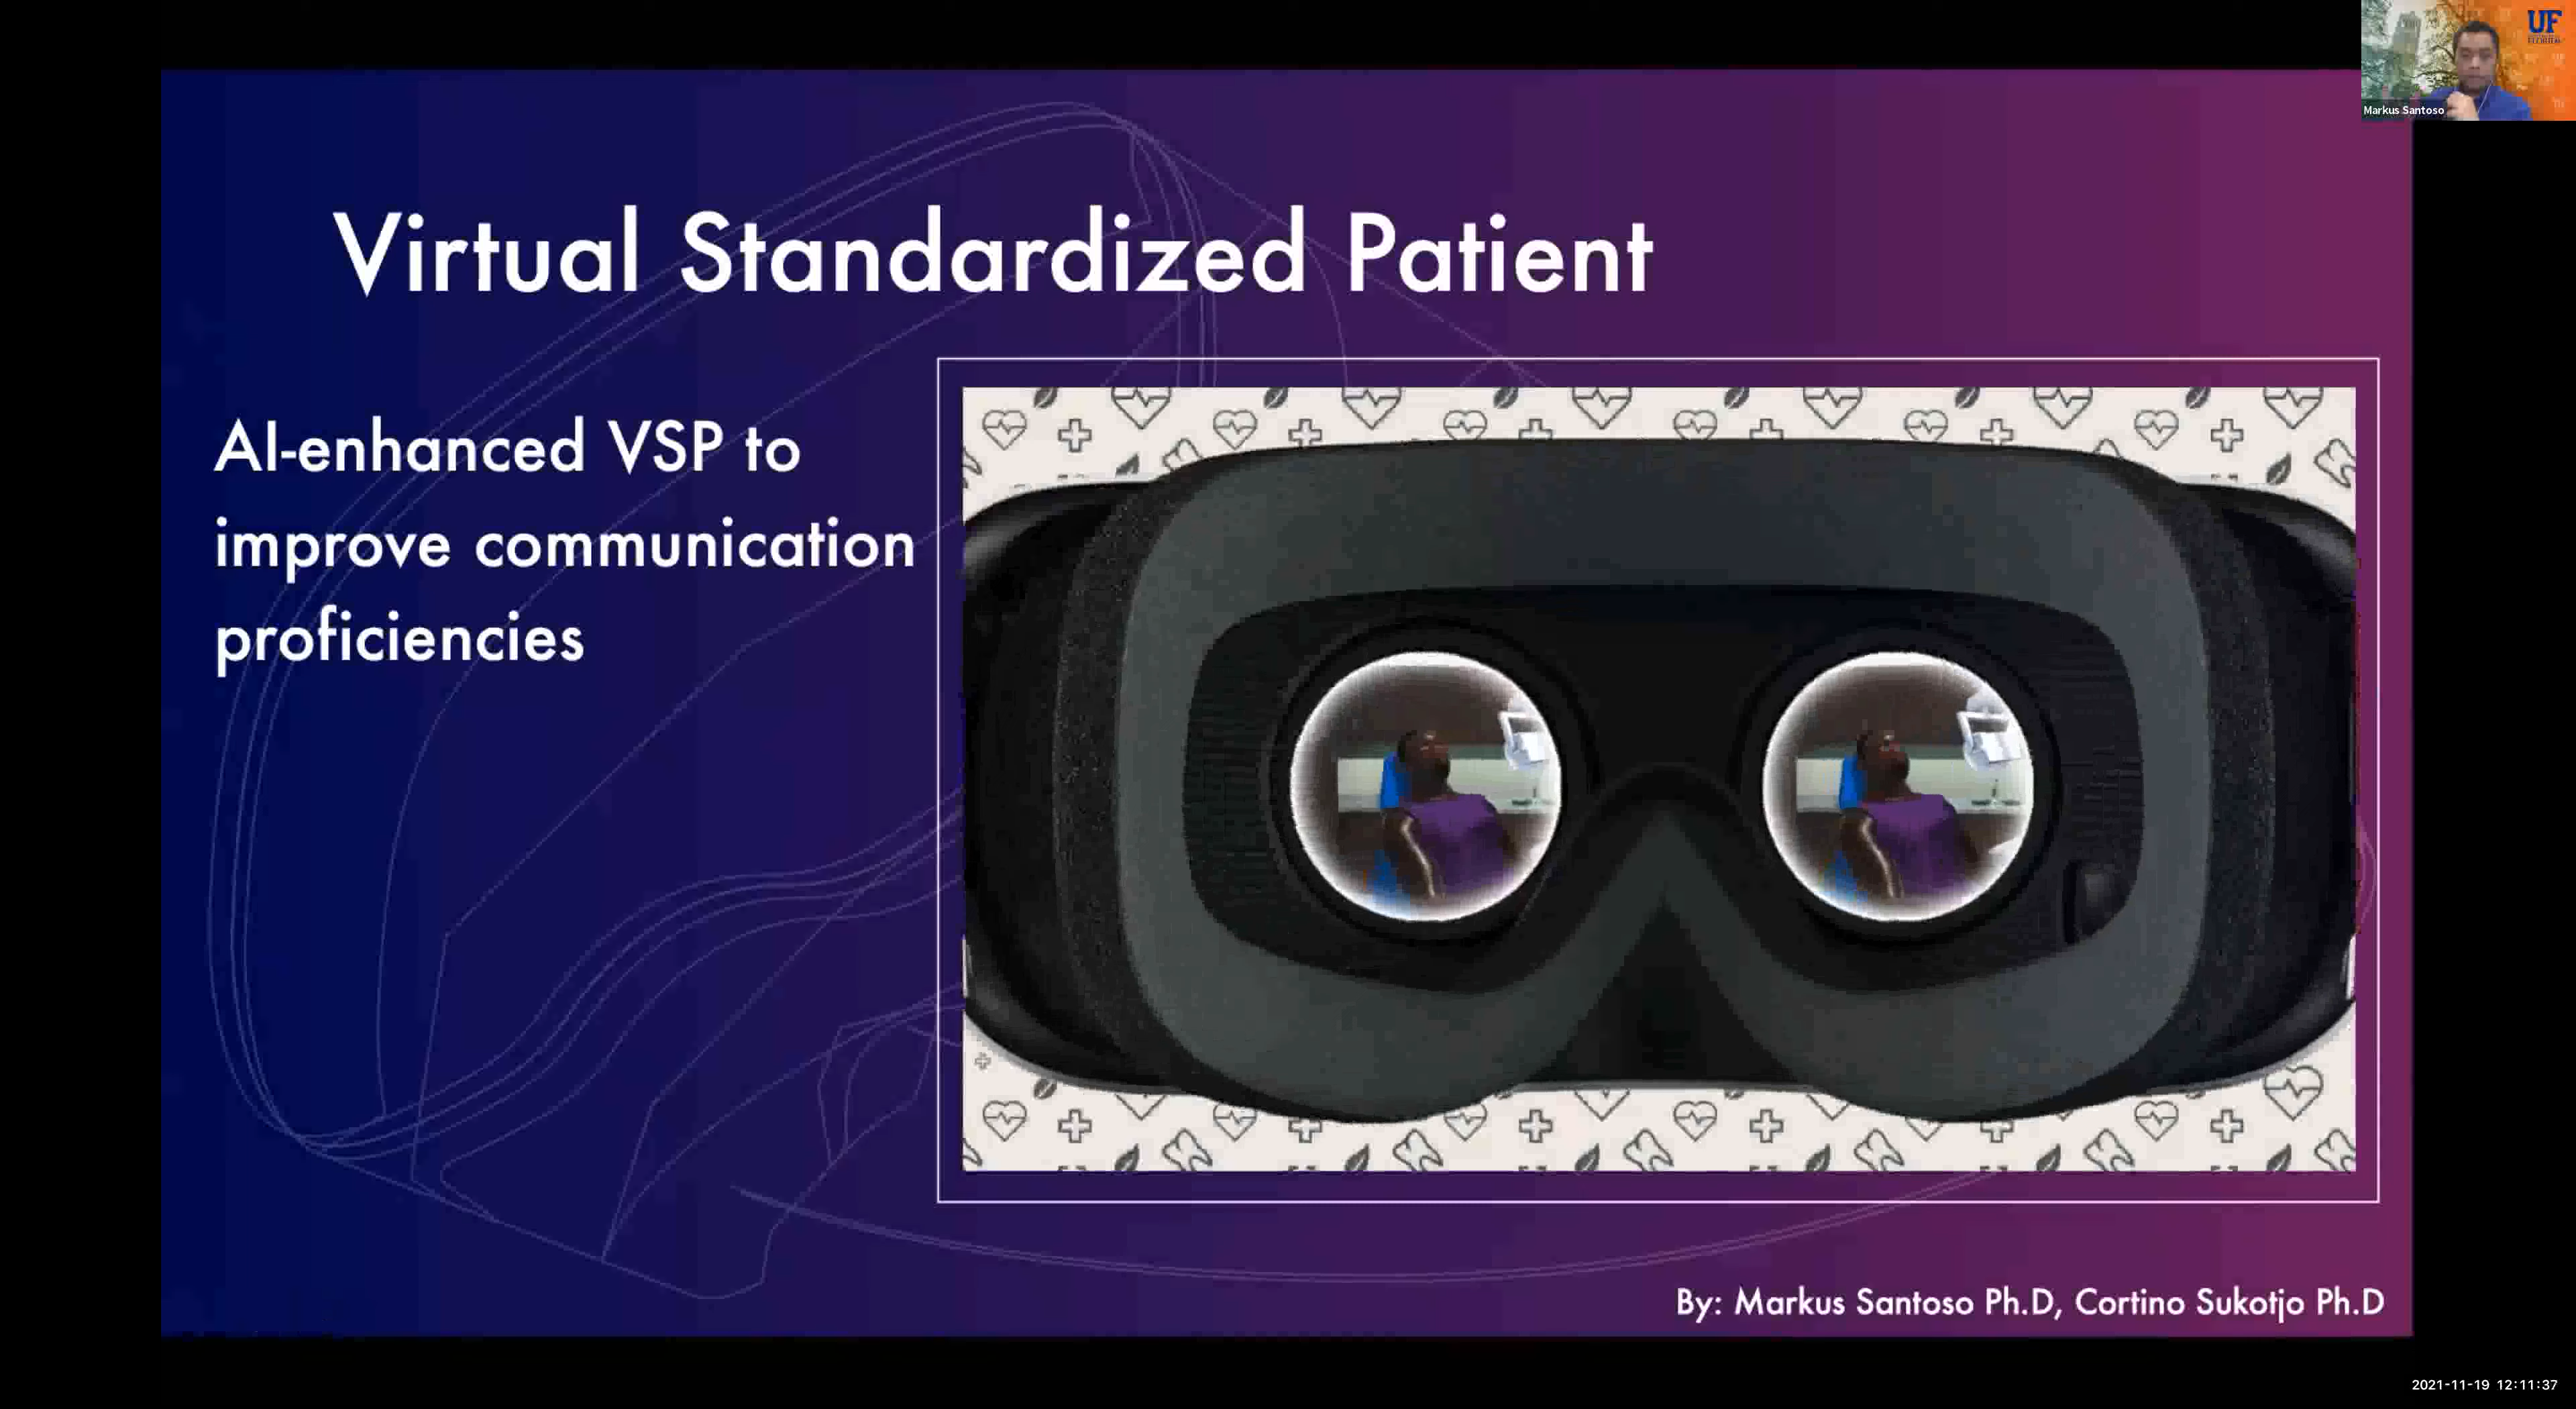 UF
FLORIDA
Markus Santoso
Virtual Standardized Patient
AI-enhanced VSP to
improve communication
proficiencies
By: Markus Santoso Ph.D, Cortino Sukotjo Ph.D
2021-11-19 12:11:37